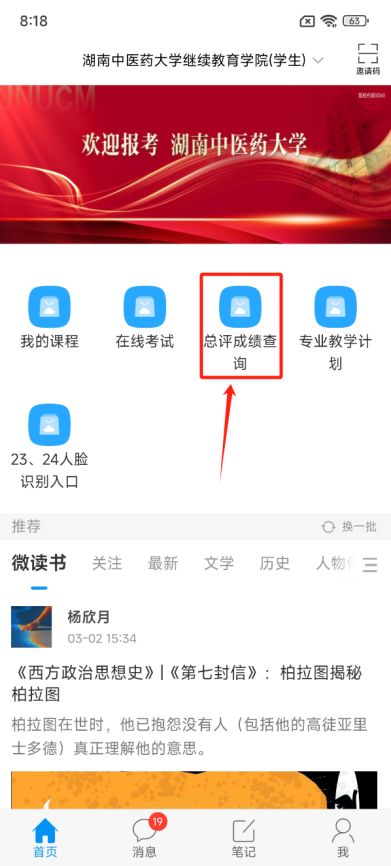 8:18
63
湖南中医药大学继续教育学院(学生)
邀请码
JNUCM
欢迎报考 湖南中医药大学
我的课程
在线考试
总评成绩查
询
专业教学计
划
23、24人脸
识别入口
推荐
换一批
微读书
关注
最新
文学
历史
人物
杨欣月
03-02 15:34
《西方政治思想史》|《第七封信》：柏拉图揭秘
柏拉图
柏拉图在世时，他已抱怨没有人（包括他的高徒亚里
士多德）真正理解他的意思。
首页
19
消息
笔记
我